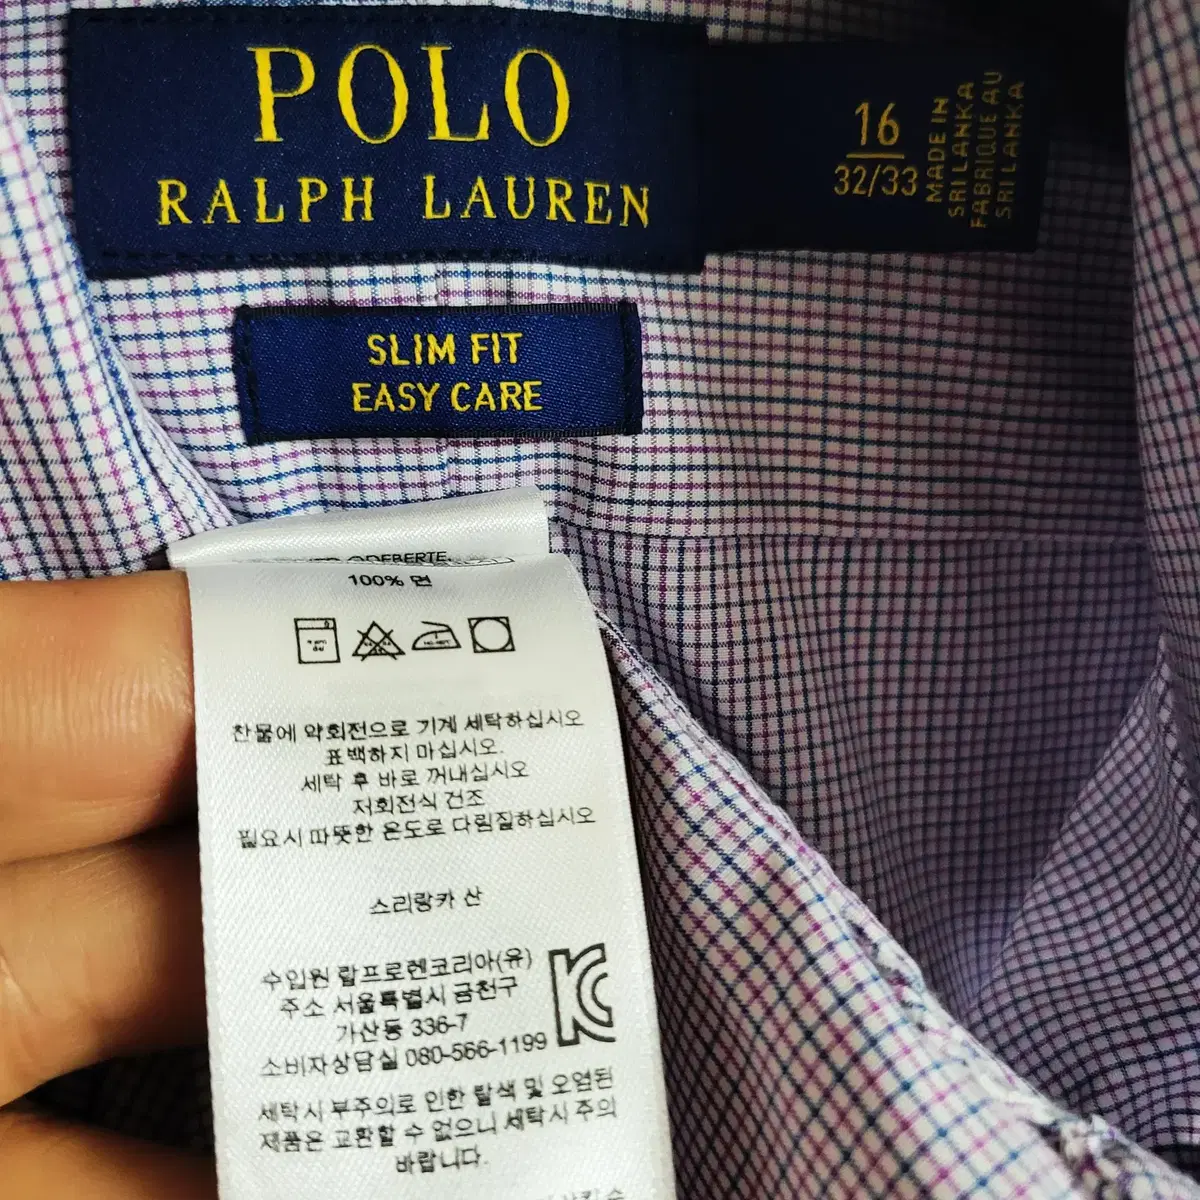 POLO
RALPH LAUREN
16
32/33
MADE IN
SRI LANKA
FABRIQUE AU
SRI LANKA
SLIM FIT
EASY CARE
100% 면
찬물에 약회전으로 기계 세탁하십시오
표백하지 마십시오.
세탁 후 바로 꺼내십시오
저회전식 건조
필요시 따뜻한 온도로 다림질하십시오
스리랑카 산
수입원 랄프로렌코리아(유)
주소 서울특별시 금천구
가산동 336-7
소비자상담실 080-566-1199
세탁시 부주의로 인한 탈색 및 오염된
제품은 교환할 수 없으니 세탁시 주의
바랍니다.